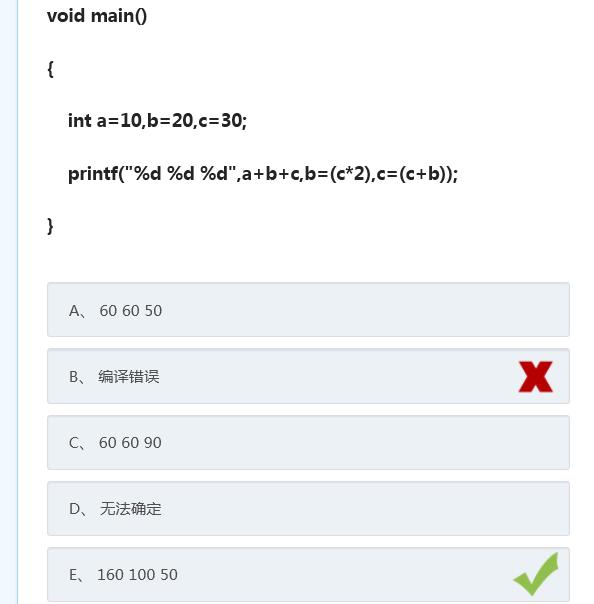 void main()
{
int a=10,b=20,c=30;
printf("%d %d %d",a+b+c,b=(c*2),c=(c+b));
}
A、 60 60 50
B、 编译错误
C、 60 60 90
D、 无法确定
E、 160 100 50